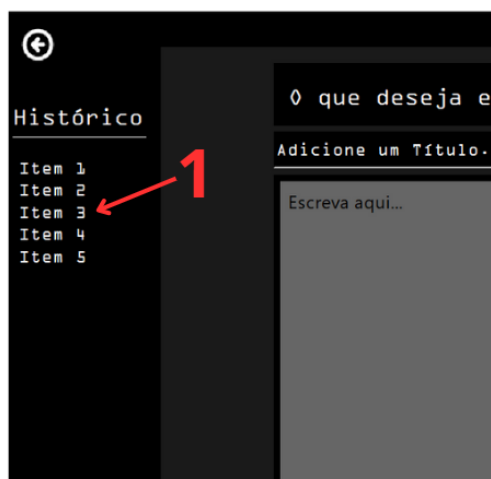 Histórico
Item 1
Item 2
Item 3
Item 4
Item 5
1
O que deseja e
Adicione um Título.
Escreva aqui...